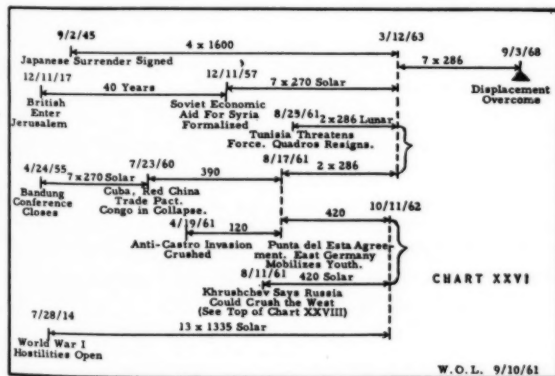 9/2/45 3/12/63
4 x 1600 9/3/68
Japanese Surrender Signed 7 x 286
12/11/17 12/11/57 Displacement
40 Years 7 x 270 Solar Overcome
British Soviet Economic
Enter Aid For Syria 8/25/61 2x286 Lunar
Jerusalem Formalized Tunisia Threatens
Force. Quadros Resigns.
4/24/55 7/23/60 8/17/61
7x270 Solar 390 2 x 286
Bandung Cuba, Red China
Conference Trade Pact.
Closes Congo in Collapse. 420 10/11/62
4/19/61
120
Anti-Castro Invasion Punta del Esta Agree-
Crushed ment. East Germany
Mobilizes Youth.
8/11/61 420 Solar CHART XXVI
Khrushchev Says Russia
Could Crush the West
(See Top of Chart XXVIII)
7/28/14
13 x 1335 Solar
World War I
Hostilities Open
W.O.L. 9/10/61